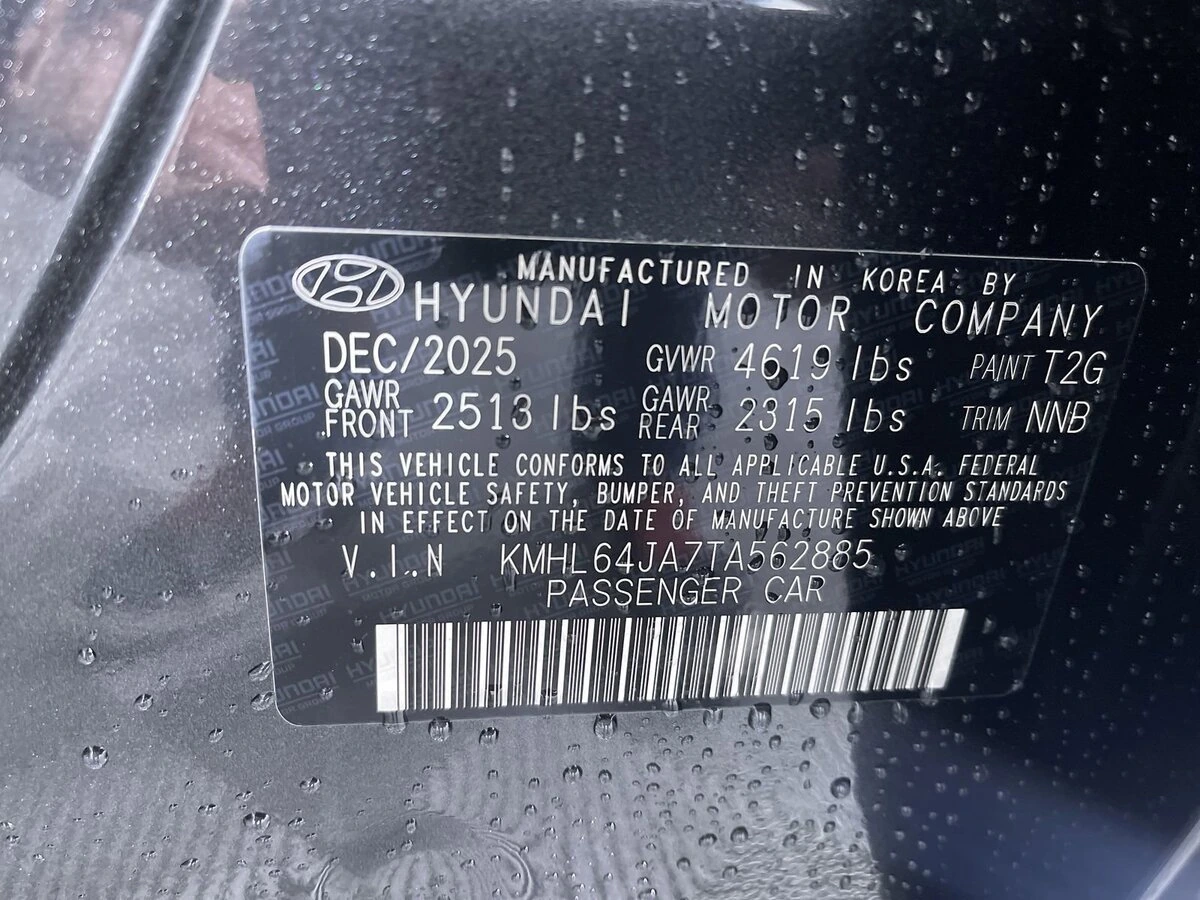 MANUFACTURED IN KOREA BY
HYUNDAI MOTOR COMPANY
DEC/2025 GVWR 4619 lbs PAINT T2G
GAWR FRONT 2513 lbs GAWR REAR 2315 lbs TRIM NNB
THIS VEHICLE CONFORMS TO ALL APPLICABLE U.S.A. FEDERAL
MOTOR VEHICLE SAFETY, BUMPER, AND THEFT PREVENTION STANDARDS
IN EFFECT ON THE DATE OF MANUFACTURE SHOWN ABOVE
V.I.N KMHL64JA7TA562885
PASSENGER CAR